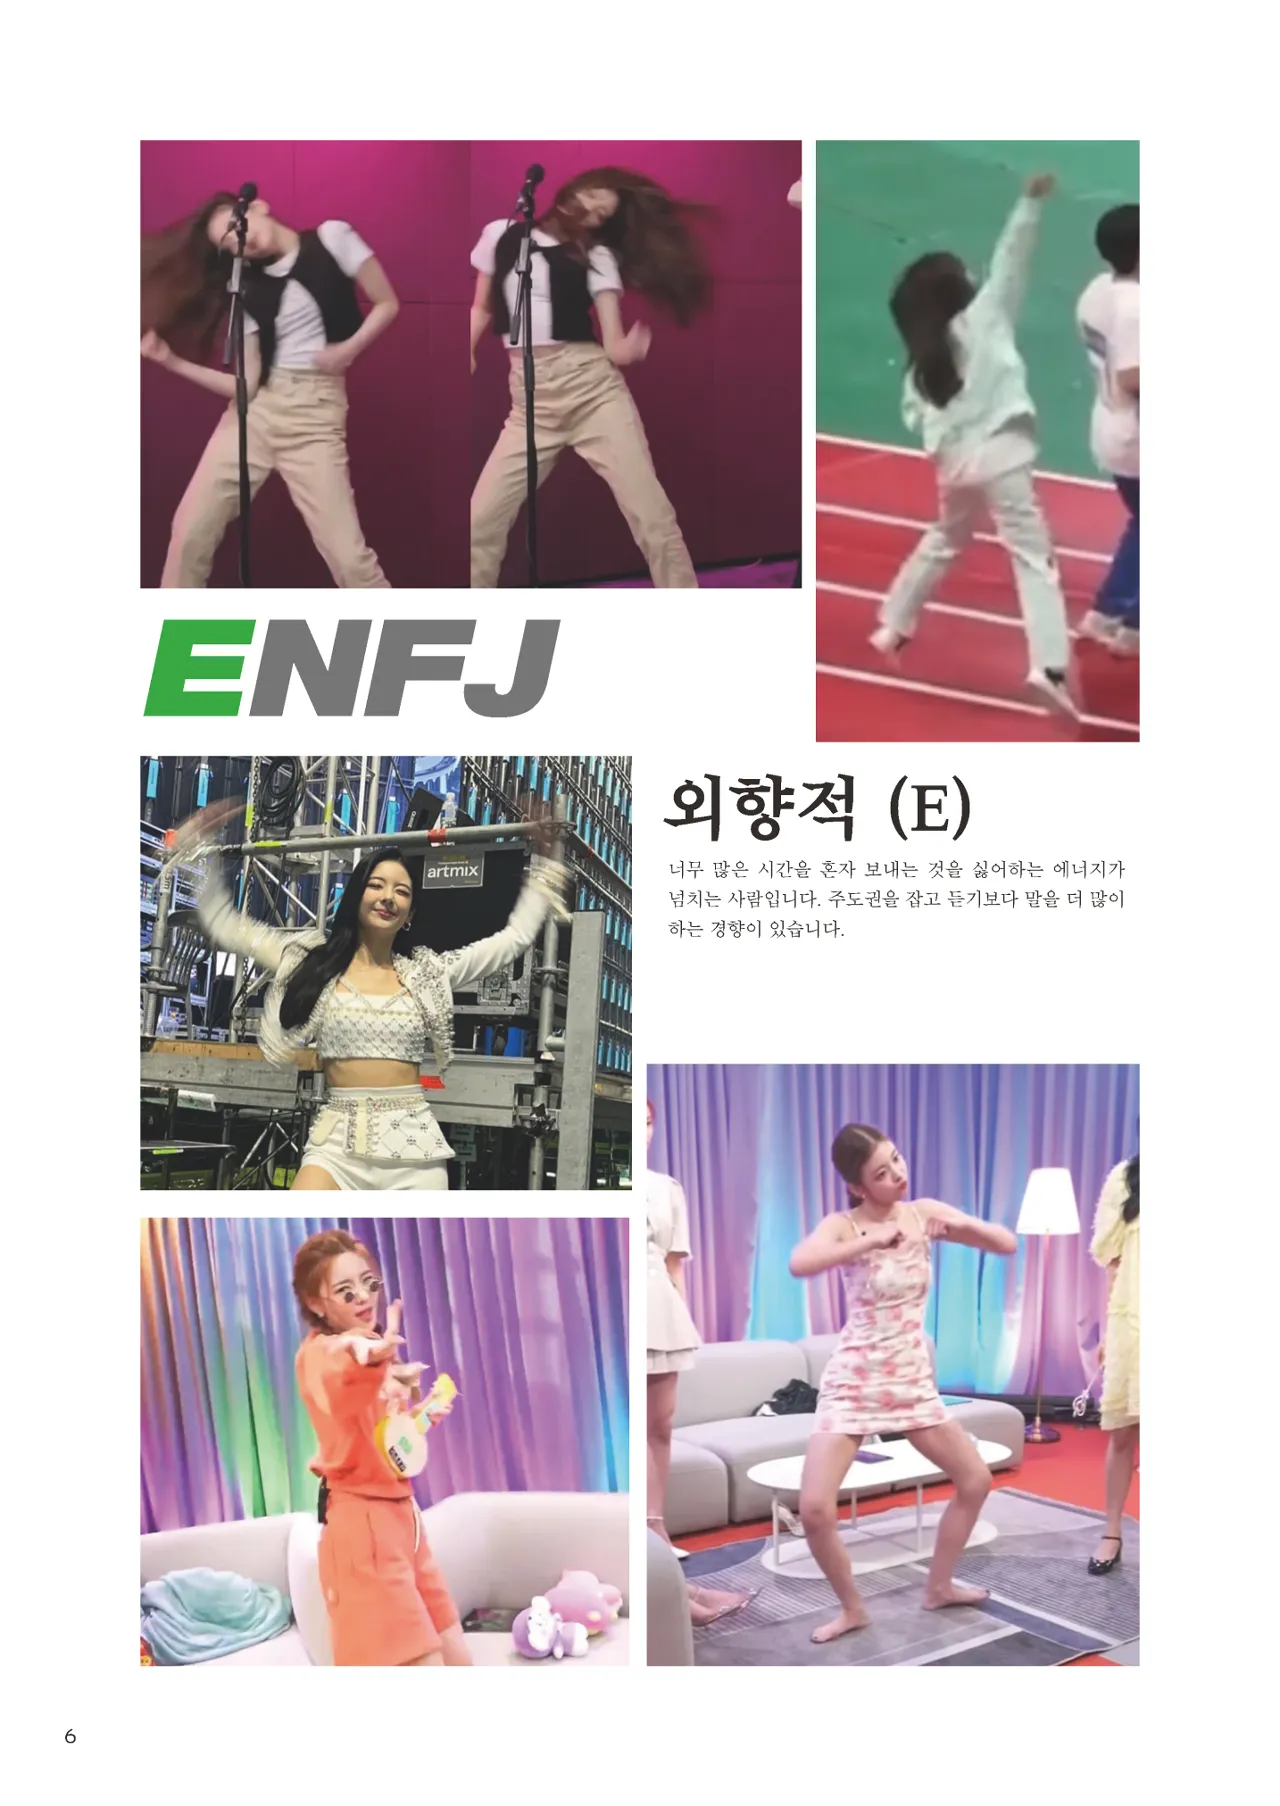 ENFJ
artmix
외향적 (E)
너무 많은 시간을 혼자 보내는 것을 싫어하는 에너지가
넘치는 사람입니다. 주도권을 잡고 듣기보다 말을 더 많이
하는 경향이 있습니다.
6